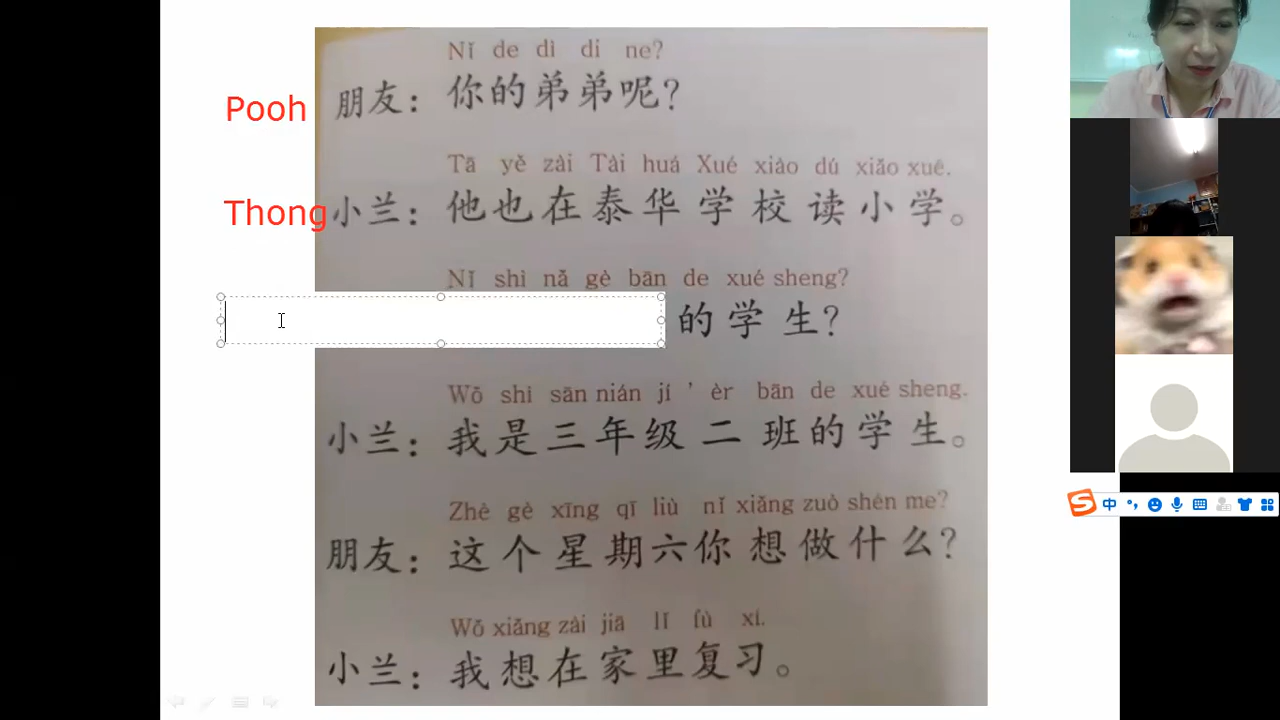 Nǐ de dì di ne?
Pooh 朋友：你的弟弟呢？
Tā yě zài Tài huá Xué xiào dú xiǎo xué.
Thong 小兰：他也在泰华学校读小学。
Nǐ shì nǎ gè bān de xué sheng?
的学生？
Wǒ shì sān nián jí ’ èr bān de xué sheng.
小兰：我是三年级二班的学生。
Zhè gè xīng qī liù nǐ xiǎng zuò shén me?
朋友：这个星期六你想做什么？
Wǒ xiǎng zài jiā lǐ fù xí.
小兰：我想在家里复习。
S 中